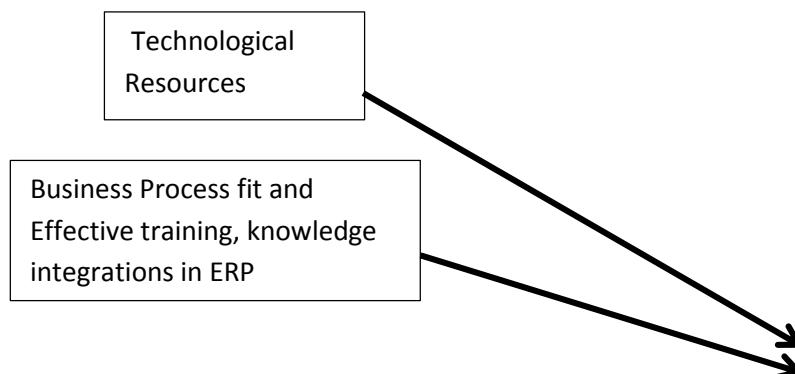 Technological
Resources
Business Process fit and
Effective training, knowledge
integrations in ERP